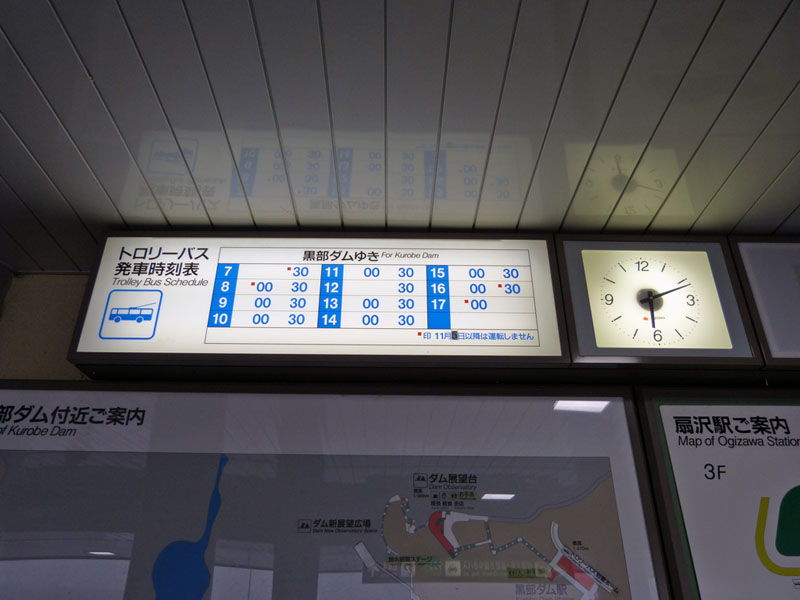 トロリーバス
発車時刻表
Trolley Bus Schedule
黒部ダムゆき For Kurobe Dam
7 *30 11 00 30 15 00 30
8 *00 30 12 30 16 00 *30
9 00 30 13 00 30 17 *00
10 00 30 14 00 30
*印 11月 日以降は運転しません
12
3
6
9
部ダム付近ご案内
of Kurobe Dam
ダム展望台
Dam Observatory
ダム新展望広場
黒部ダム駅
扇沢駅ご案内
Map of Ogizawa Station
3F